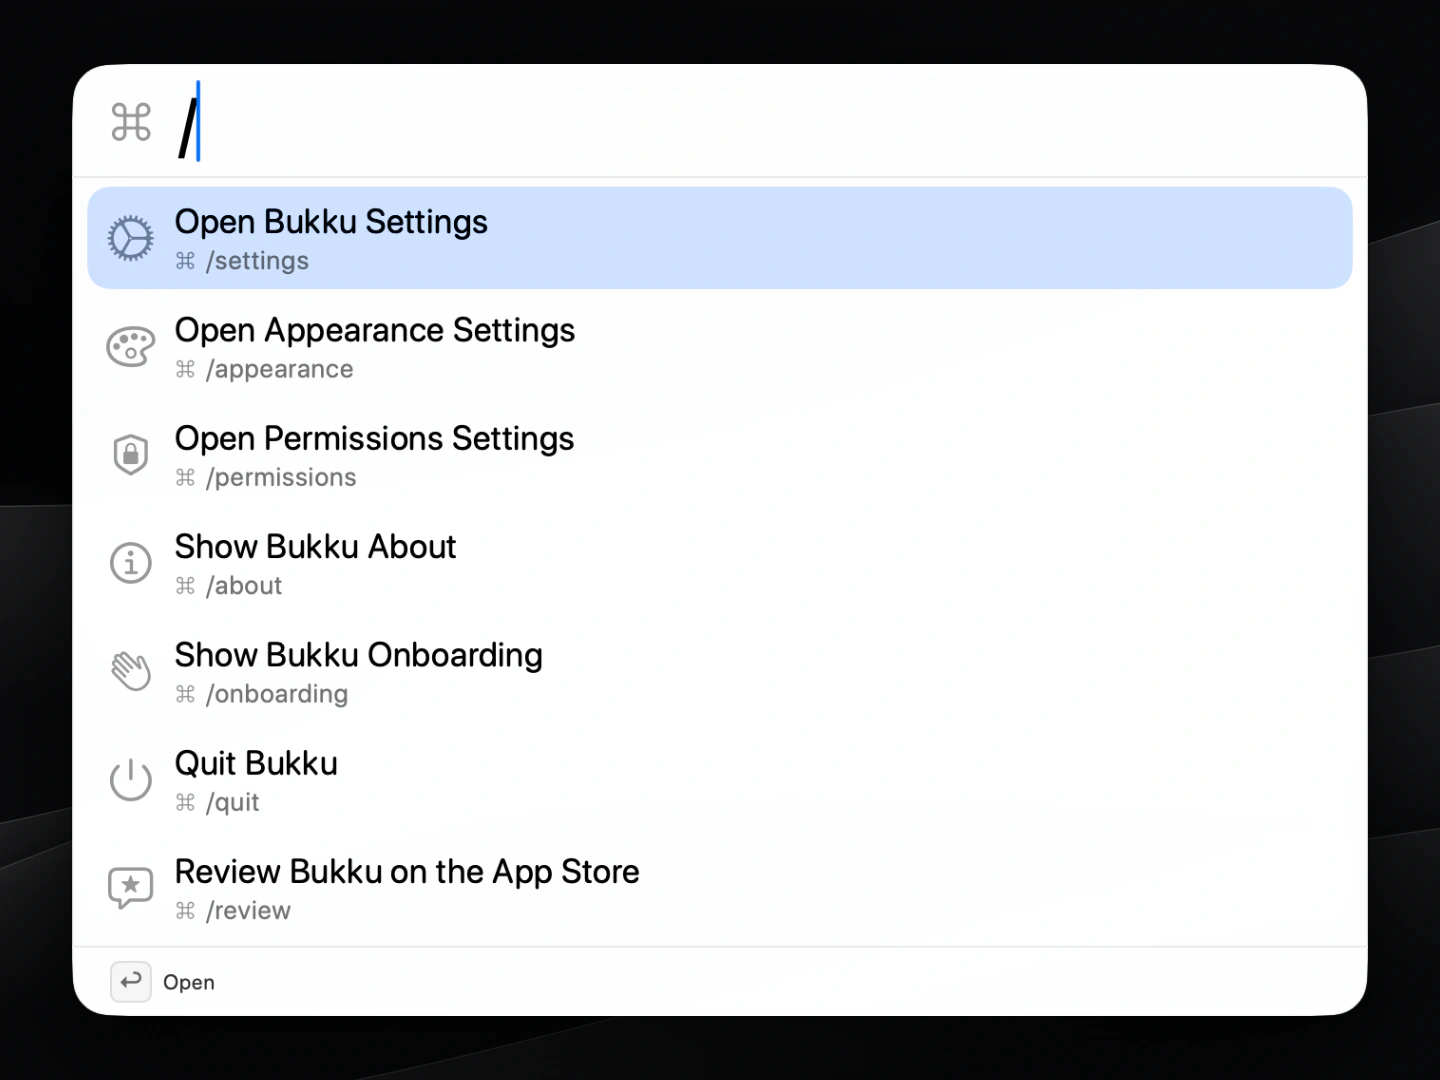 ⌘ /
Open Bukku Settings
⌘ /settings
Open Appearance Settings
⌘ /appearance
Open Permissions Settings
⌘ /permissions
Show Bukku About
⌘ /about
Show Bukku Onboarding
⌘ /onboarding
Quit Bukku
⌘ /quit
Review Bukku on the App Store
⌘ /review
Open